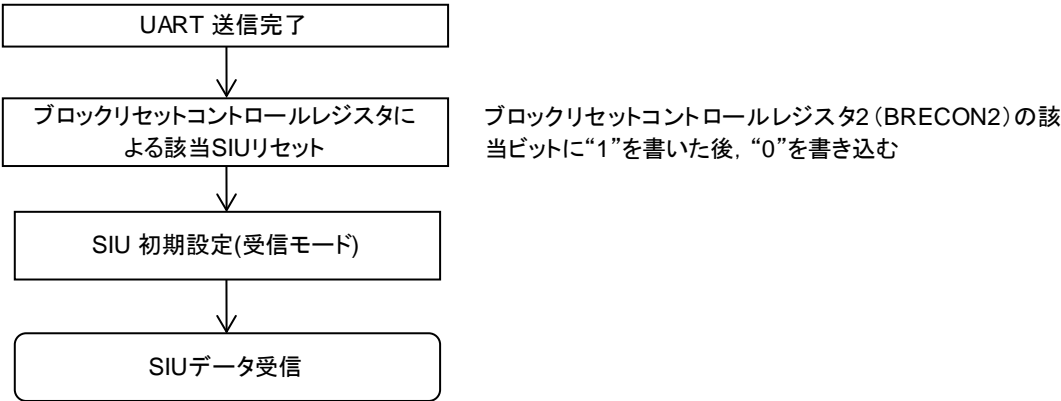 UART 送信完了
ブロックリセットコントロールレジスタに
よる該当SIUリセット
ブロックリセットコントロールレジスタ2（BRECON2）の該
当ビットに“1”を書いた後，“0”を書き込む
SIU 初期設定(受信モード)
SIUデータ受信